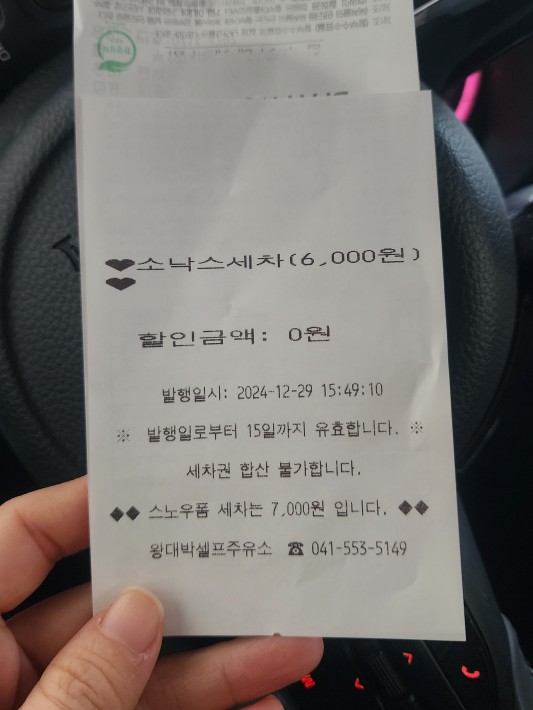 ❤소낙스세차(6,000원)
❤
할인금액: 0원
발행일시: 2024-12-29 15:49:10
※ 발행일로부터 15일까지 유효합니다. ※
세차권 합산 불가합니다.
◆◆ 스노우폼 세차는 7,000원 입니다. ◆◆
왕대박셀프주유소 ☎ 041-553-5149